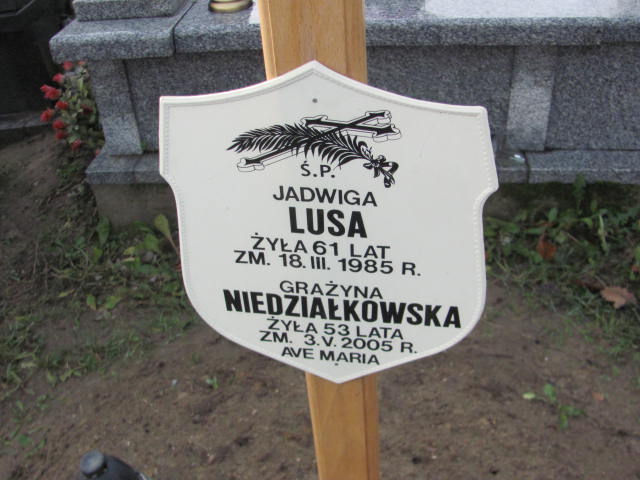 Ś.P.
JADWIGA
LUSA
ŻYŁA 61 LAT
ZM. 18. III. 1985 R.
GRAŻYNA
NIEDZIAŁKOWSKA
ŻYŁA 53 LATA
ZM. 3.V. 2005 R.
AVE MARIA